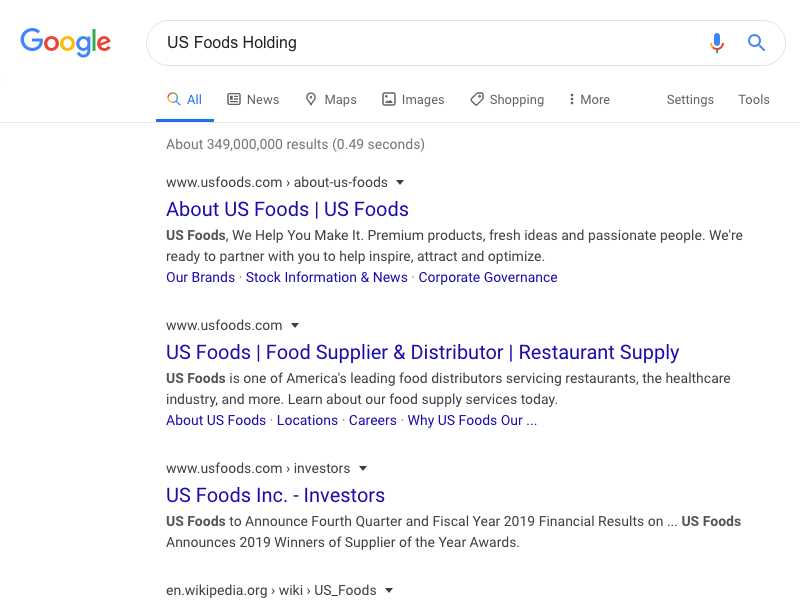 Google
US Foods Holding
All News Maps Images Shopping More Settings Tools
About 349,000,000 results (0.49 seconds)
www.usfoods.com › about-us-foods
About US Foods | US Foods
US Foods, We Help You Make It. Premium products, fresh ideas and passionate people. We're
ready to partner with you to help inspire, attract and optimize.
Our Brands · Stock Information & News · Corporate Governance
www.usfoods.com
US Foods | Food Supplier & Distributor | Restaurant Supply
US Foods is one of America's leading food distributors servicing restaurants, the healthcare
industry, and more. Learn about our food supply services today.
About US Foods · Locations · Careers · Why US Foods Our ...
www.usfoods.com › investors
US Foods Inc. - Investors
US Foods to Announce Fourth Quarter and Fiscal Year 2019 Financial Results on ... US Foods
Announces 2019 Winners of Supplier of the Year Awards.
en.wikipedia.org › wiki › US_Foods